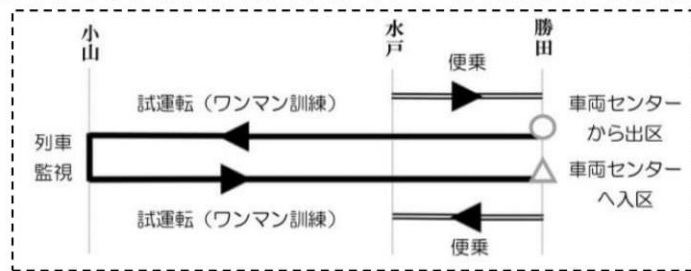 小山
水戸
勝田
便乗
試運転（ワンマン訓練）
車両センター
から出区
列車
監視
車両センター
へ入区
試運転（ワンマン訓練）
便乗